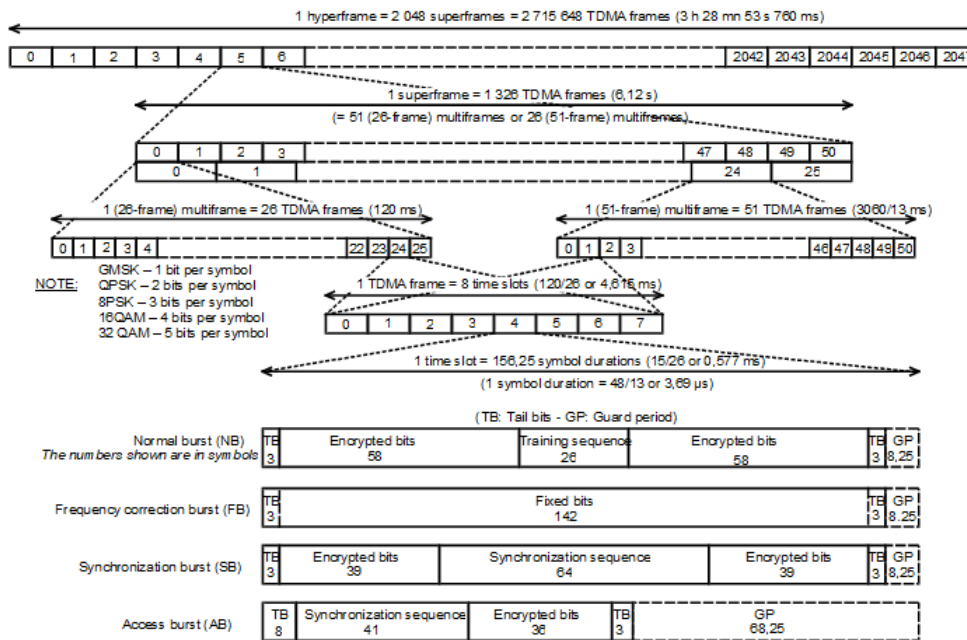 1 hyperframe = 2 048 superframes = 2 715 648 TDMA frames (3 h 28 mn 53 s 760 ms)
0 1 2 3 4 5 6 2042 2043 2044 2045 2046 2047
1 superframe = 1 326 TDMA frames (6,12 s)
(= 51 (26-frame) multiframes or 26 (51-frame) multiframes)
0 1 2 3 47 48 49 50
0 1 24 25
1 (26-frame) multiframe = 26 TDMA frames (120 ms)
1 (51-frame) multiframe = 51 TDMA frames (3060/13 ms)
0 1 2 3 4 22 23 24 25
0 1 2 3 46 47 48 49 50
NOTE:
GMSK – 1 bit per symbol
QPSK – 2 bits per symbol
8PSK – 3 bits per symbol
16QAM – 4 bits per symbol
32 QAM – 5 bits per symbol
1 TDMA frame = 8 time slots (120/26 or 4,615 ms)
0 1 2 3 4 5 6 7
1 time slot = 156,25 symbol durations (15/26 or 0,577 ms)
(1 symbol duration = 48/13 or 3,69 µs)
(TB: Tail bits - GP: Guard period)
Normal burst (NB)
The numbers shown are in symbols
TB Encrypted bits Training sequence Encrypted bits TB GP
3 58 26 58 3 8,25
Frequency correction burst (FB)
TB Fixed bits TB GP
3 142 3 8.25
Synchronization burst (SB)
TB Encrypted bits Synchronization sequence Encrypted bits TB GP
3 39 64 39 3 8,25
Access burst (AB)
TB Synchronization sequence Encrypted bits TB GP
8 41 36 3 68,25